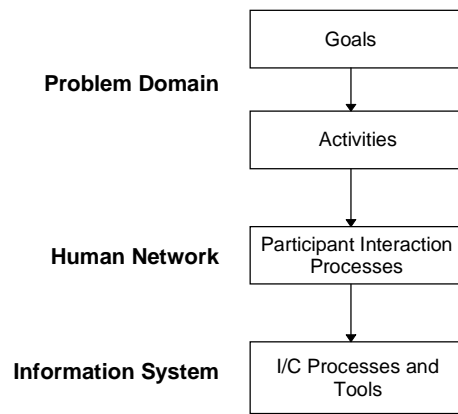 Goals
Problem Domain
Activities
Human Network
Participant Interaction
Processes
Information System
I/C Processes and
Tools